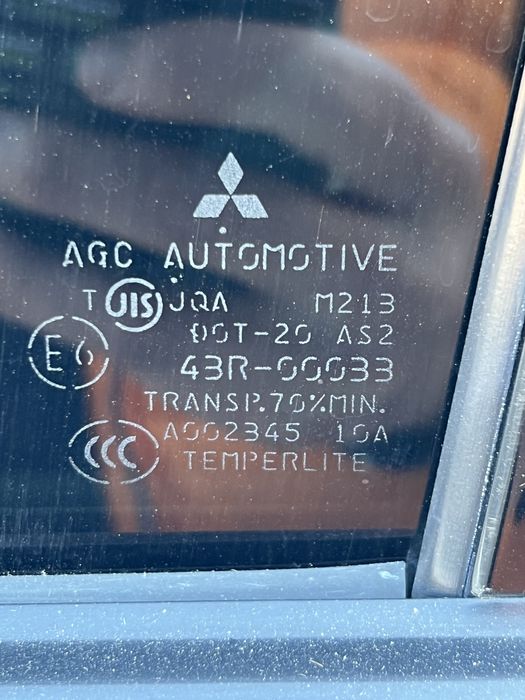 AGC AUTOMOTIVE
T JIS JQA M213
DOT-20 AS2
E6 43R-00033
TRANSP.70%MIN.
CCC A002345 10A
TEMPERLITE